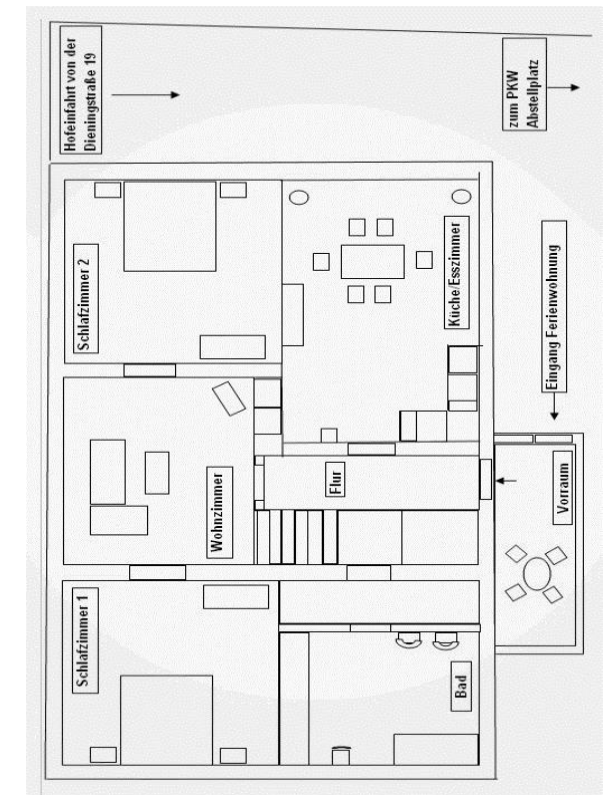 Hofeinfahrt von der
Dieningstraße 19
zum PKW
Abstellplatz
Schlafzimmer 2
Küche/Esszimmer
Eingang Ferienwohnung
Wohnzimmer
Flur
Vorraum
Schlafzimmer 1
Bad